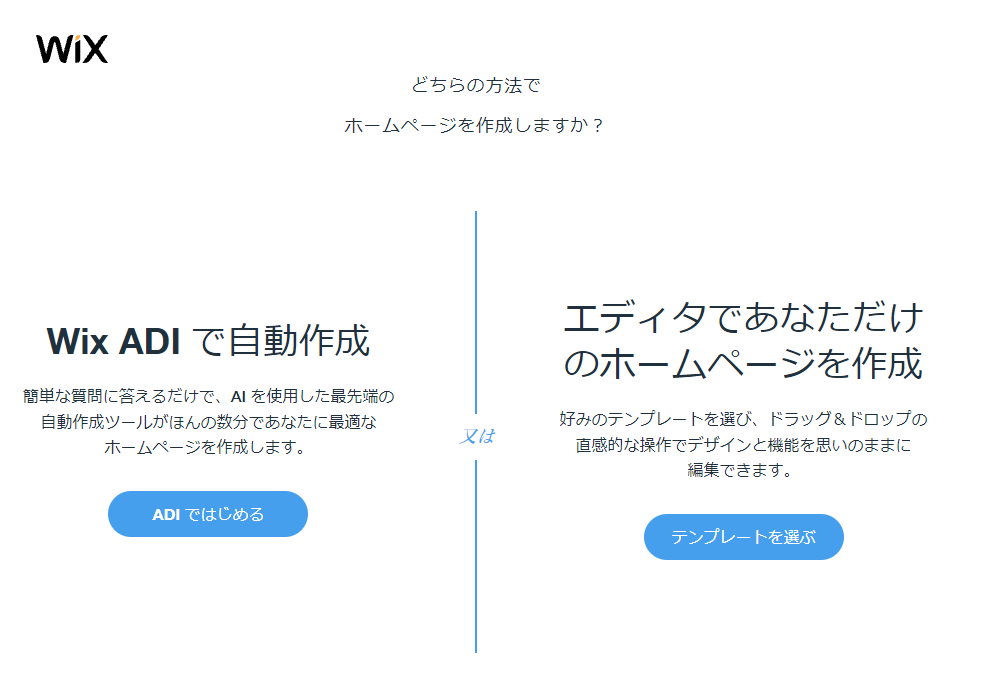 WiX
どちらの方法で
ホームページを作成しますか？
Wix ADI で自動作成
簡単な質問に答えるだけで、AI を使用した最先端の
自動作成ツールがほんの数分であなたに最適な
ホームページを作成します。
ADI ではじめる
又は
エディタであなただけ
のホームページを作成
好みのテンプレートを選び、ドラッグ＆ドロップの
直感的な操作でデザインと機能を思いのままに
編集できます。
テンプレートを選ぶ